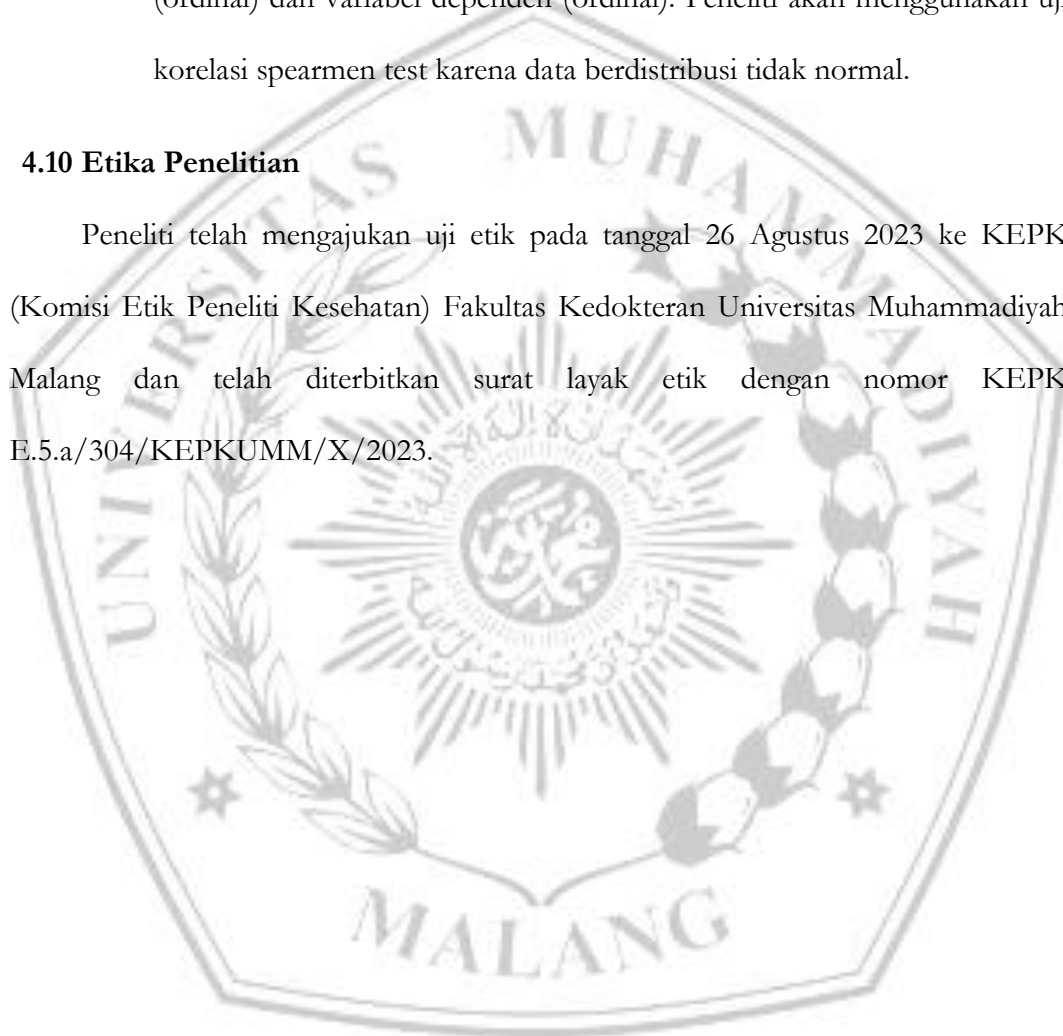 (ordinal) dan variabel dependen (ordinal). Peneliti akan menggunakan uji
korelasi spearmen test karena data berdistribusi tidak normal.
4.10 Etika Penelitian
Peneliti telah mengajukan uji etik pada tanggal 26 Agustus 2023 ke KEPK
(Komisi Etik Peneliti Kesehatan) Fakultas Kedokteran Universitas Muhammadiyah
Malang dan telah diterbitkan surat layak etik dengan nomor KEPK
E.5.a/304/KEPKUMM/X/2023.
UNIVERSITAS MUHAMMADIYAH
MALANG